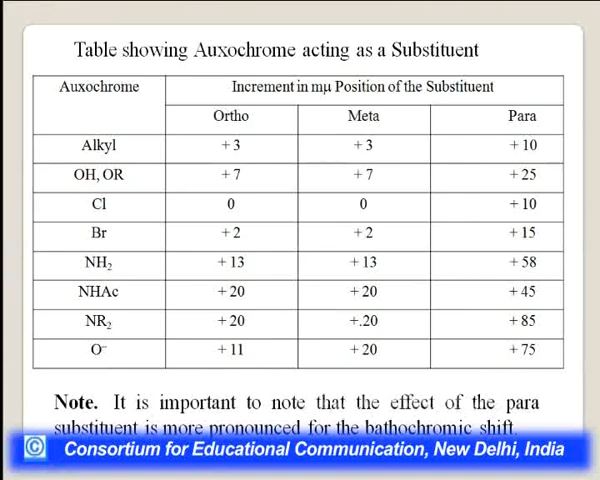 Table showing Auxochrome acting as a Substituent
Auxochrome Increment in mμ Position of the Substituent
Ortho Meta Para
Alkyl +3 +3 +10
OH, OR +7 +7 +25
Cl 0 0 +10
Br +2 +2 +15
NH₂ +13 +13 +58
NHAc +20 +20 +45
NR₂ +20 +.20 +85
O⁻ +11 +20 +75
Note. It is important to note that the effect of the para
substituent is more pronounced for the bathochromic shift.
© Consortium for Educational Communication, New Delhi, India